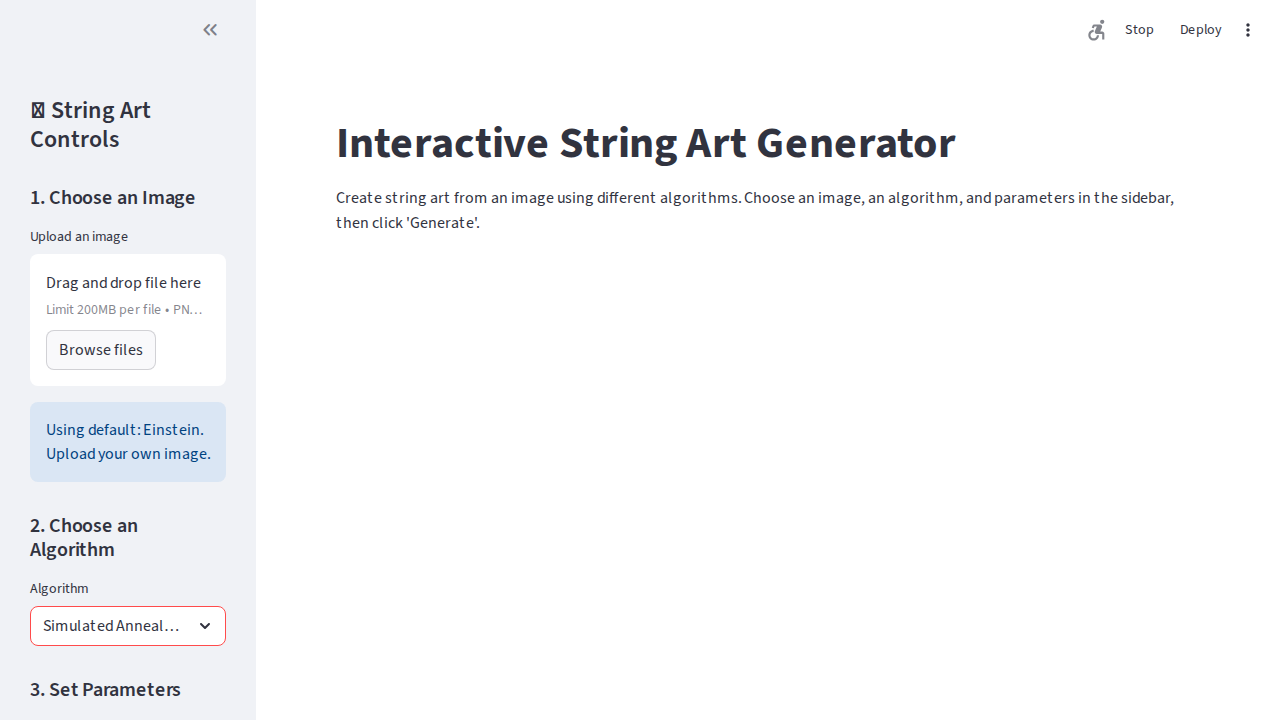 String Art
Controls
1. Choose an Image
Upload an image
Drag and drop file here
Limit 200MB per file • PN…
Browse files
Using default: Einstein.
Upload your own image.
2. Choose an
Algorithm
Algorithm
Simulated Anneal…
3. Set Parameters
Stop
Deploy
Interactive String Art Generator
Create string art from an image using different algorithms. Choose an image, an algorithm, and parameters in the sidebar,
then click 'Generate'.